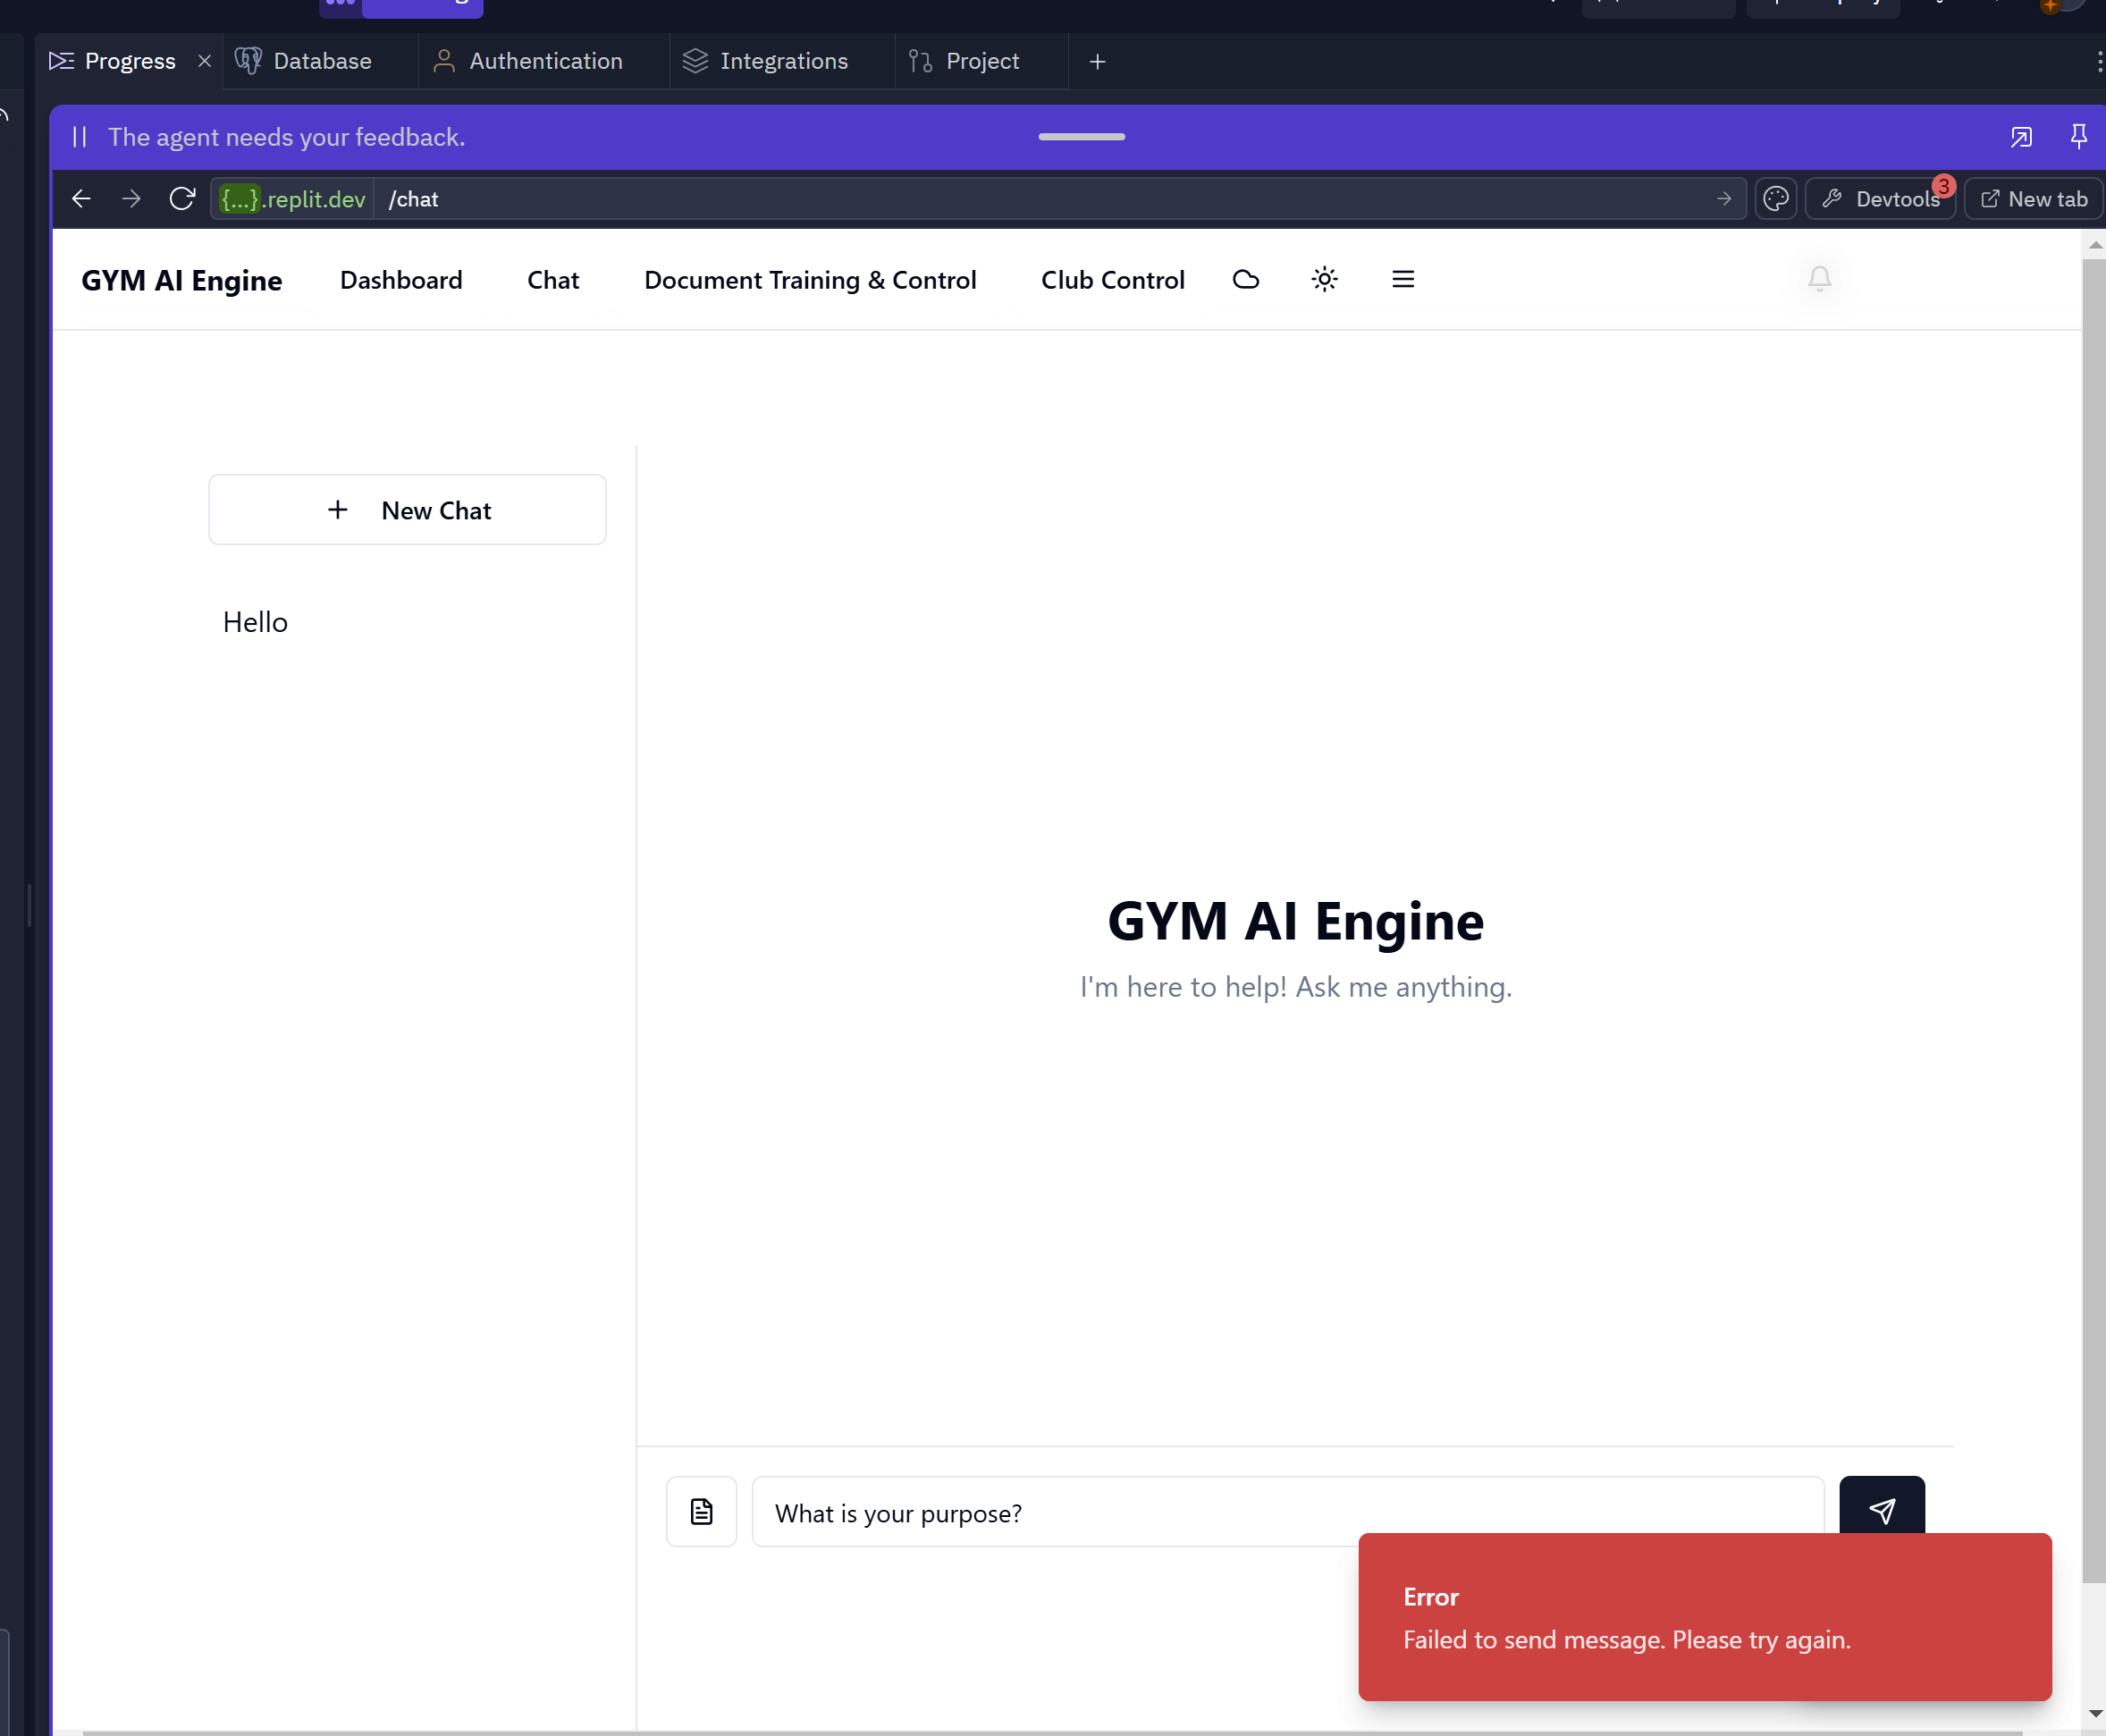 Progress
Database
Authentication
Integrations
Project
The agent needs your feedback.
{...}.replit.dev
/chat
Devtools
3
New tab
GYM AI Engine
Dashboard
Chat
Document Training & Control
Club Control
New Chat
Hello
GYM AI Engine
I'm here to help! Ask me anything.
What is your purpose?
Error
Failed to send message. Please try again.